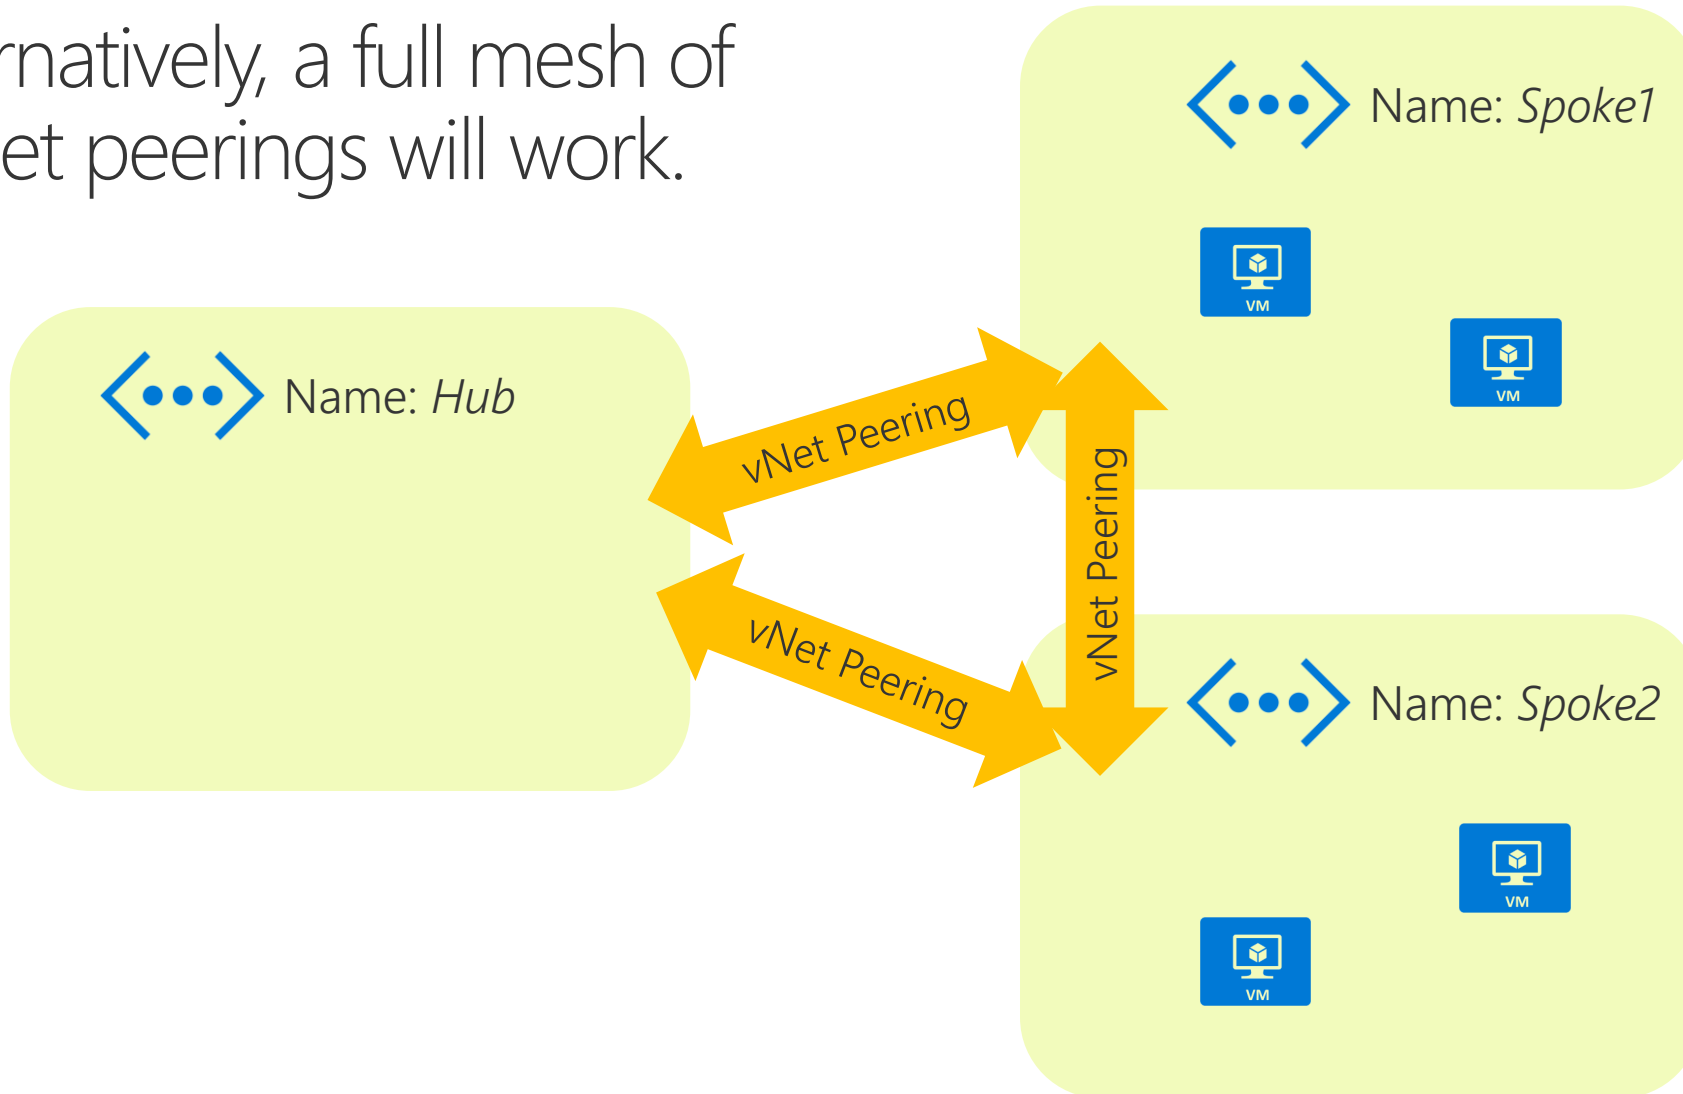 rnatively, a full mesh of
et peerings will work.
Name: Spoke1
VM
VM
Name: Hub
vNet Peering
vNet Peering
vNet Peering
Name: Spoke2
VM
VM